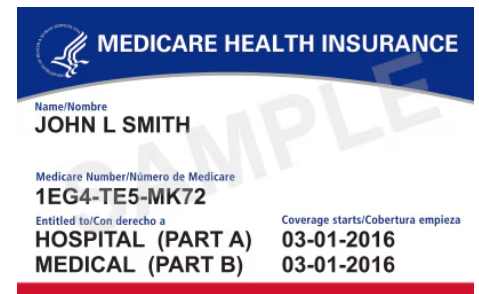 MEDICARE HEALTH INSURANCE
Name/Nombre
JOHN L SMITH
Medicare Number/Número de Medicare
1EG4-TE5-MK72
Entitled to/Con derecho a
Coverage starts/Cobertura empieza
HOSPITAL (PART A) 03-01-2016
MEDICAL (PART B) 03-01-2016
SAMPLE